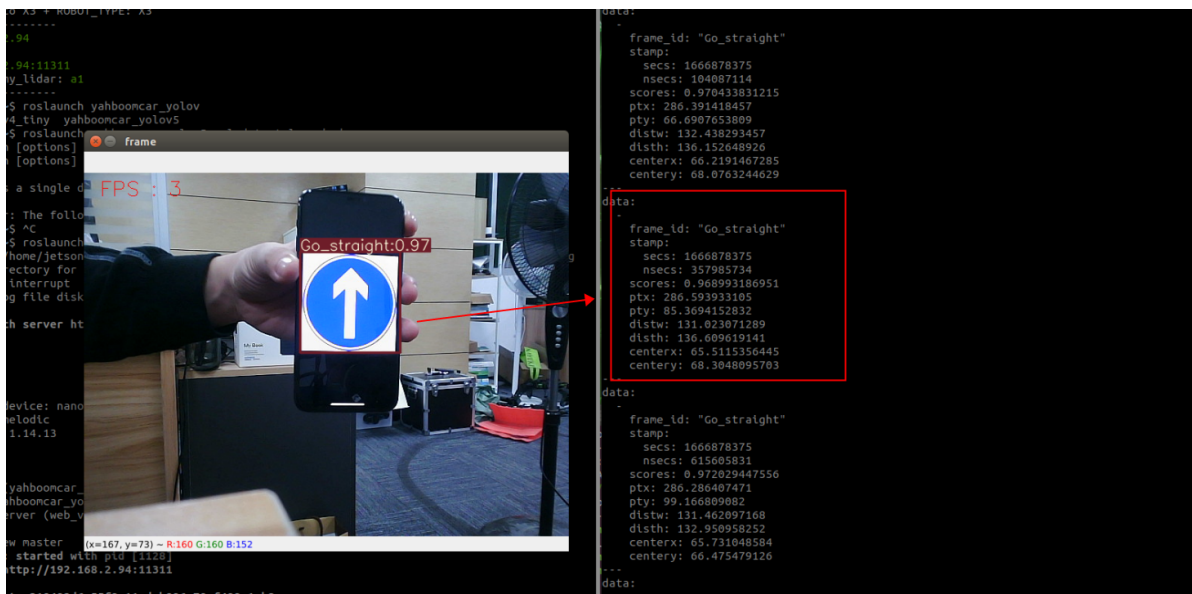 lo X3 + ROBOT_TYPE: X3
---------
2.94
2.94:11311
my_lidar: a1
---------
~$ roslaunch yahboomcar_yolov
v4_tiny yahboomcar_yolov5
~$ roslaunch
[options]
[options]
s a single d
r: The follo
~$ ^C
~$ roslaunch
/home/jetson
rectory for
interrupt
og file disk
ch server ht
device: nano
melodic
1.14.13
yahboomcar_
ahboomcar_yo
erver (web_v
ew master
started with pid [1128]
http://192.168.2.94:11311
frame
FPS : 3
Go_straight:0.97
(x=167, y=73) ~ R:160 G:160 B:152
data:
-
frame_id: "Go_straight"
stamp:
secs: 1666878375
nsecs: 104087114
scores: 0.970433831215
ptx: 286.391418457
pty: 66.6907653809
distw: 132.438293457
disth: 136.152648926
centerx: 66.2191467285
centery: 68.0763244629
---
data:
-
frame_id: "Go_straight"
stamp:
secs: 1666878375
nsecs: 357985734
scores: 0.968993186951
ptx: 286.593933105
pty: 85.3694152832
distw: 131.023071289
disth: 136.609619141
centerx: 65.5115356445
centery: 68.3048095703
---
data:
-
frame_id: "Go_straight"
stamp:
secs: 1666878375
nsecs: 615605831
scores: 0.972029447556
ptx: 286.286407471
pty: 99.166809082
distw: 131.462097168
disth: 132.950958252
centerx: 65.731048584
centery: 66.475479126
---
data: